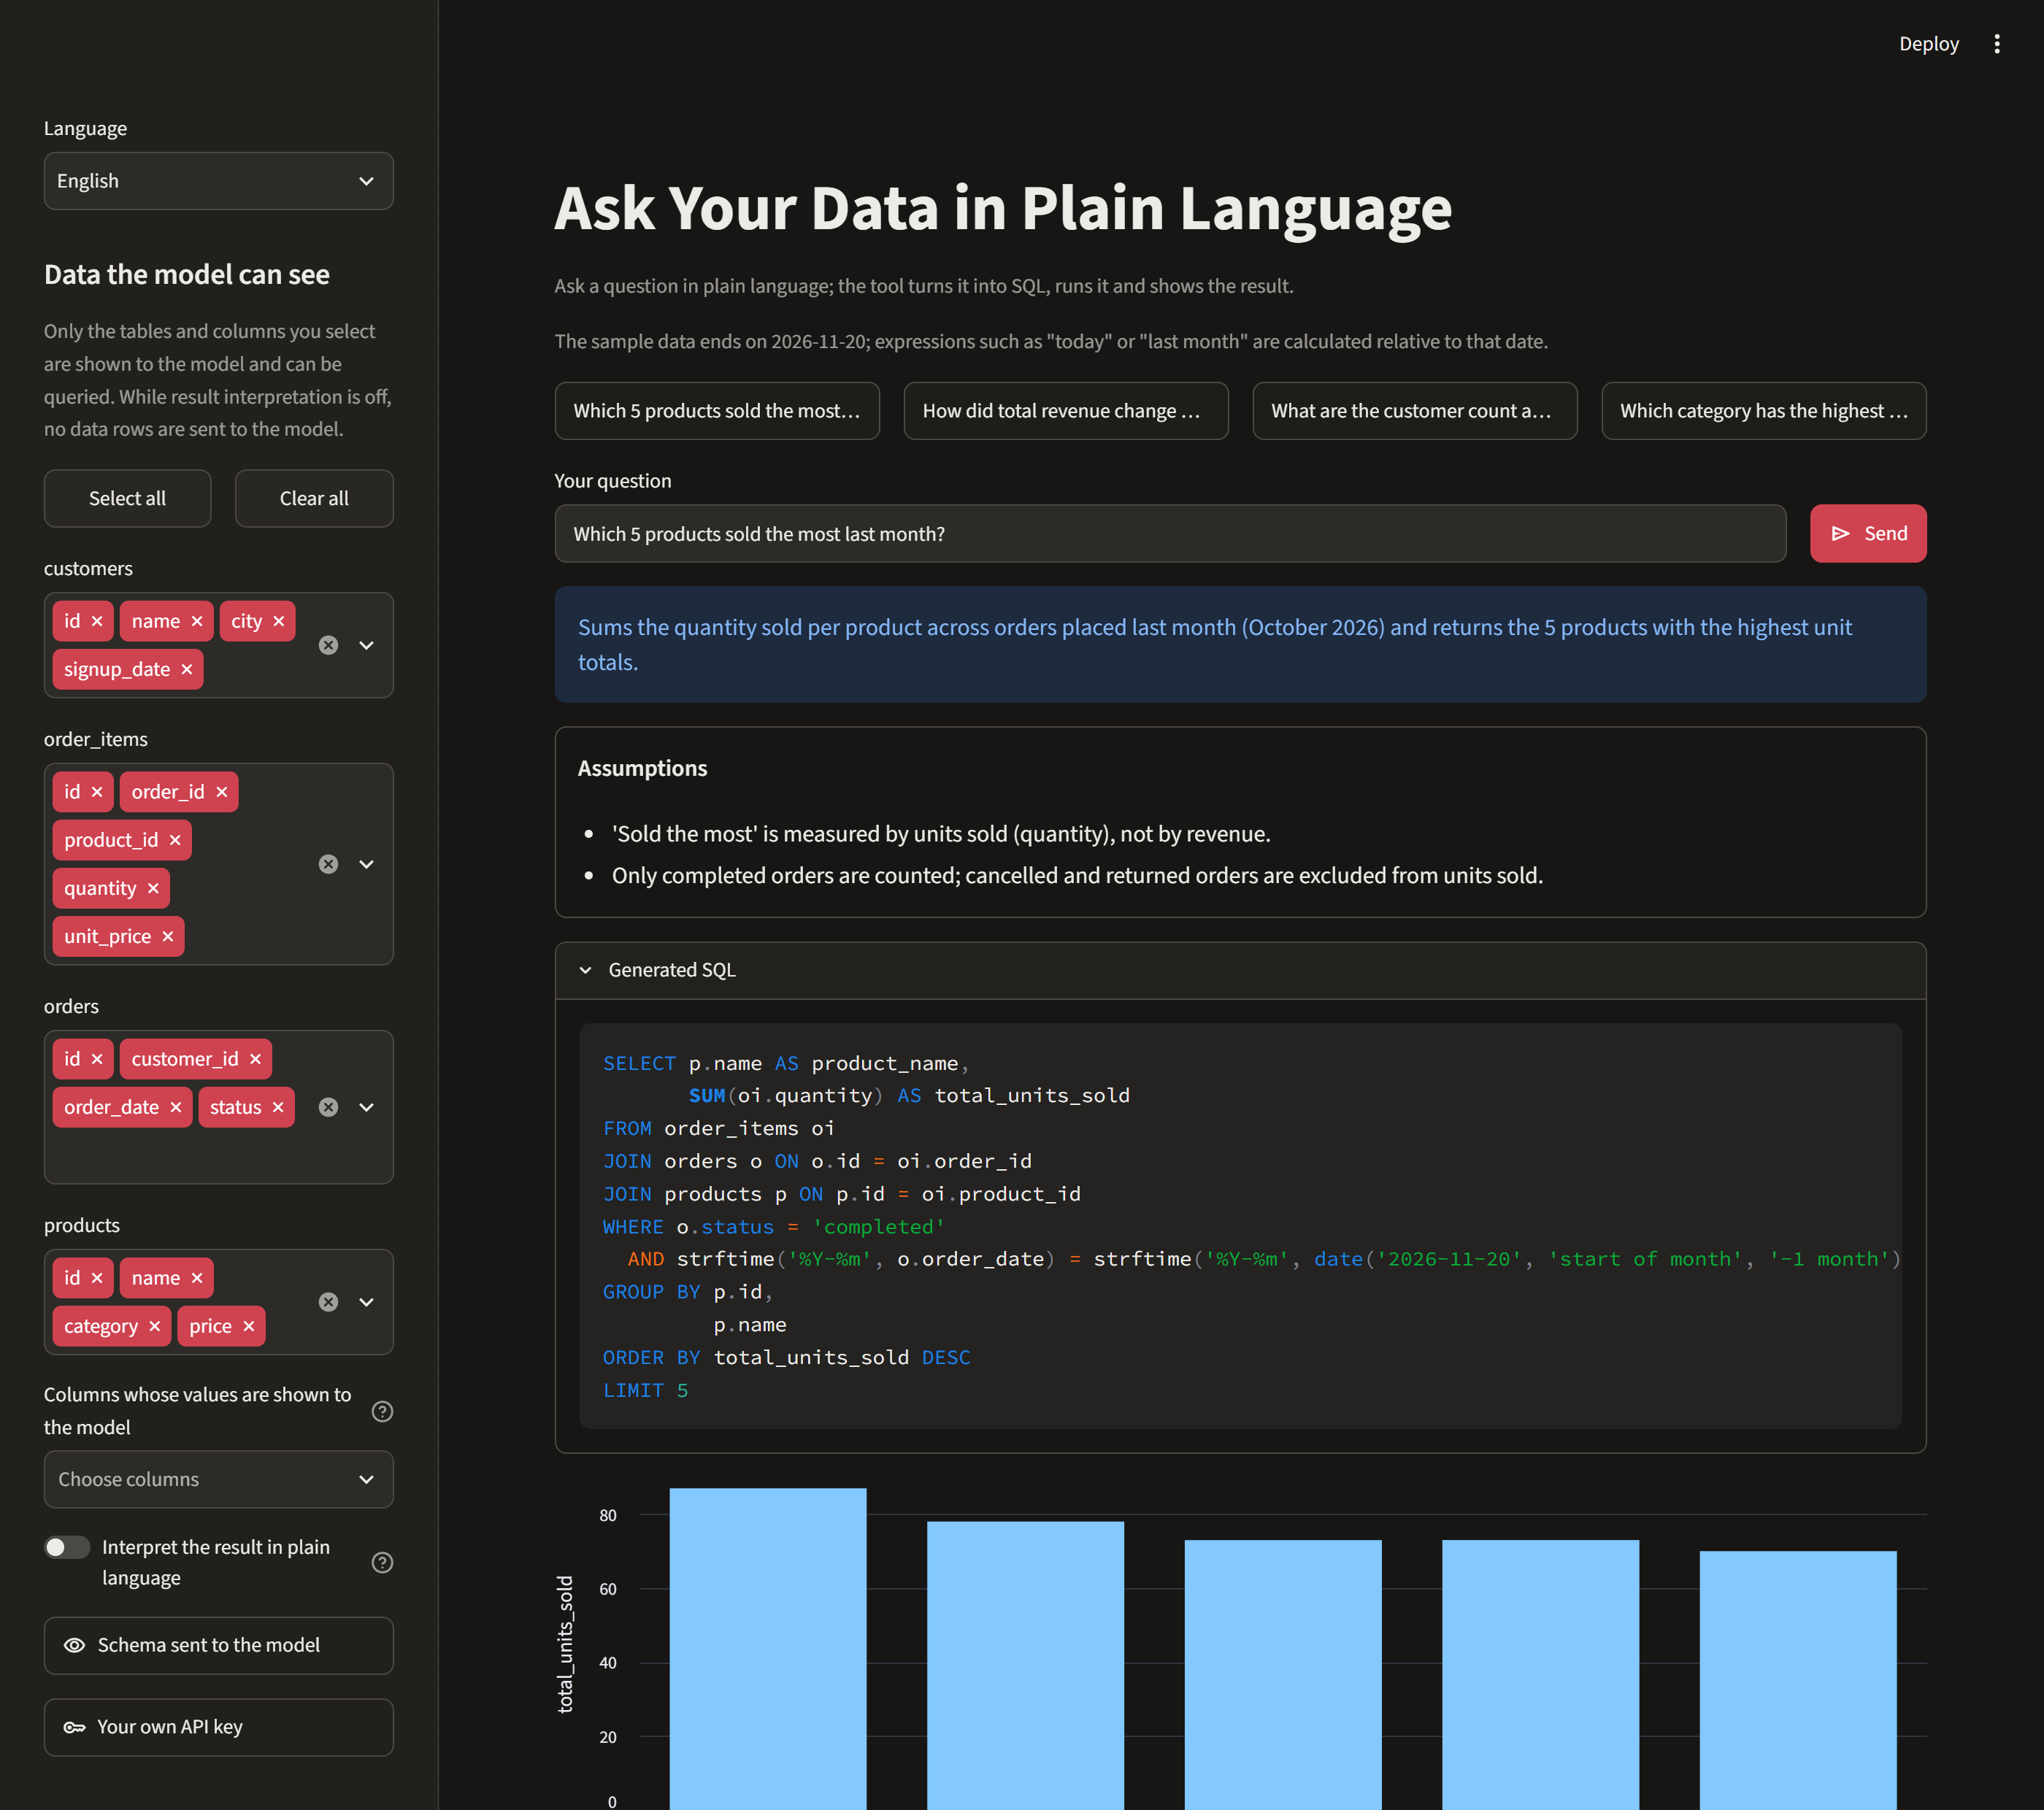 Deploy
Language
English
Data the model can see
Only the tables and columns you select
are shown to the model and can be
queried. While result interpretation is off,
no data rows are sent to the model.
Select all
Clear all
customers
id
name
city
signup_date
order_items
id
order_id
product_id
quantity
unit_price
orders
id
customer_id
order_date
status
products
id
name
category
price
Columns whose values are shown to
the model
Choose columns
Interpret the result in plain
language
Schema sent to the model
Your own API key
Ask Your Data in Plain Language
Ask a question in plain language; the tool turns it into SQL, runs it and shows the result.
The sample data ends on 2026-11-20; expressions such as "today" or "last month" are calculated relative to that date.
Which 5 products sold the most…
How did total revenue change …
What are the customer count a…
Which category has the highest …
Your question
Which 5 products sold the most last month?
Send
Sums the quantity sold per product across orders placed last month (October 2026) and returns the 5 products with the highest unit
totals.
Assumptions
'Sold the most' is measured by units sold (quantity), not by revenue.
Only completed orders are counted; cancelled and returned orders are excluded from units sold.
Generated SQL
SELECT p.name AS product_name,
SUM(oi.quantity) AS total_units_sold
FROM order_items oi
JOIN orders o ON o.id = oi.order_id
JOIN products p ON p.id = oi.product_id
WHERE o.status = 'completed'
AND strftime('%Y-%m', o.order_date) = strftime('%Y-%m', date('2026-11-20', 'start of month', '-1 month')
GROUP BY p.id,
p.name
ORDER BY total_units_sold DESC
LIMIT 5
total_units_sold
80
60
40
20
0